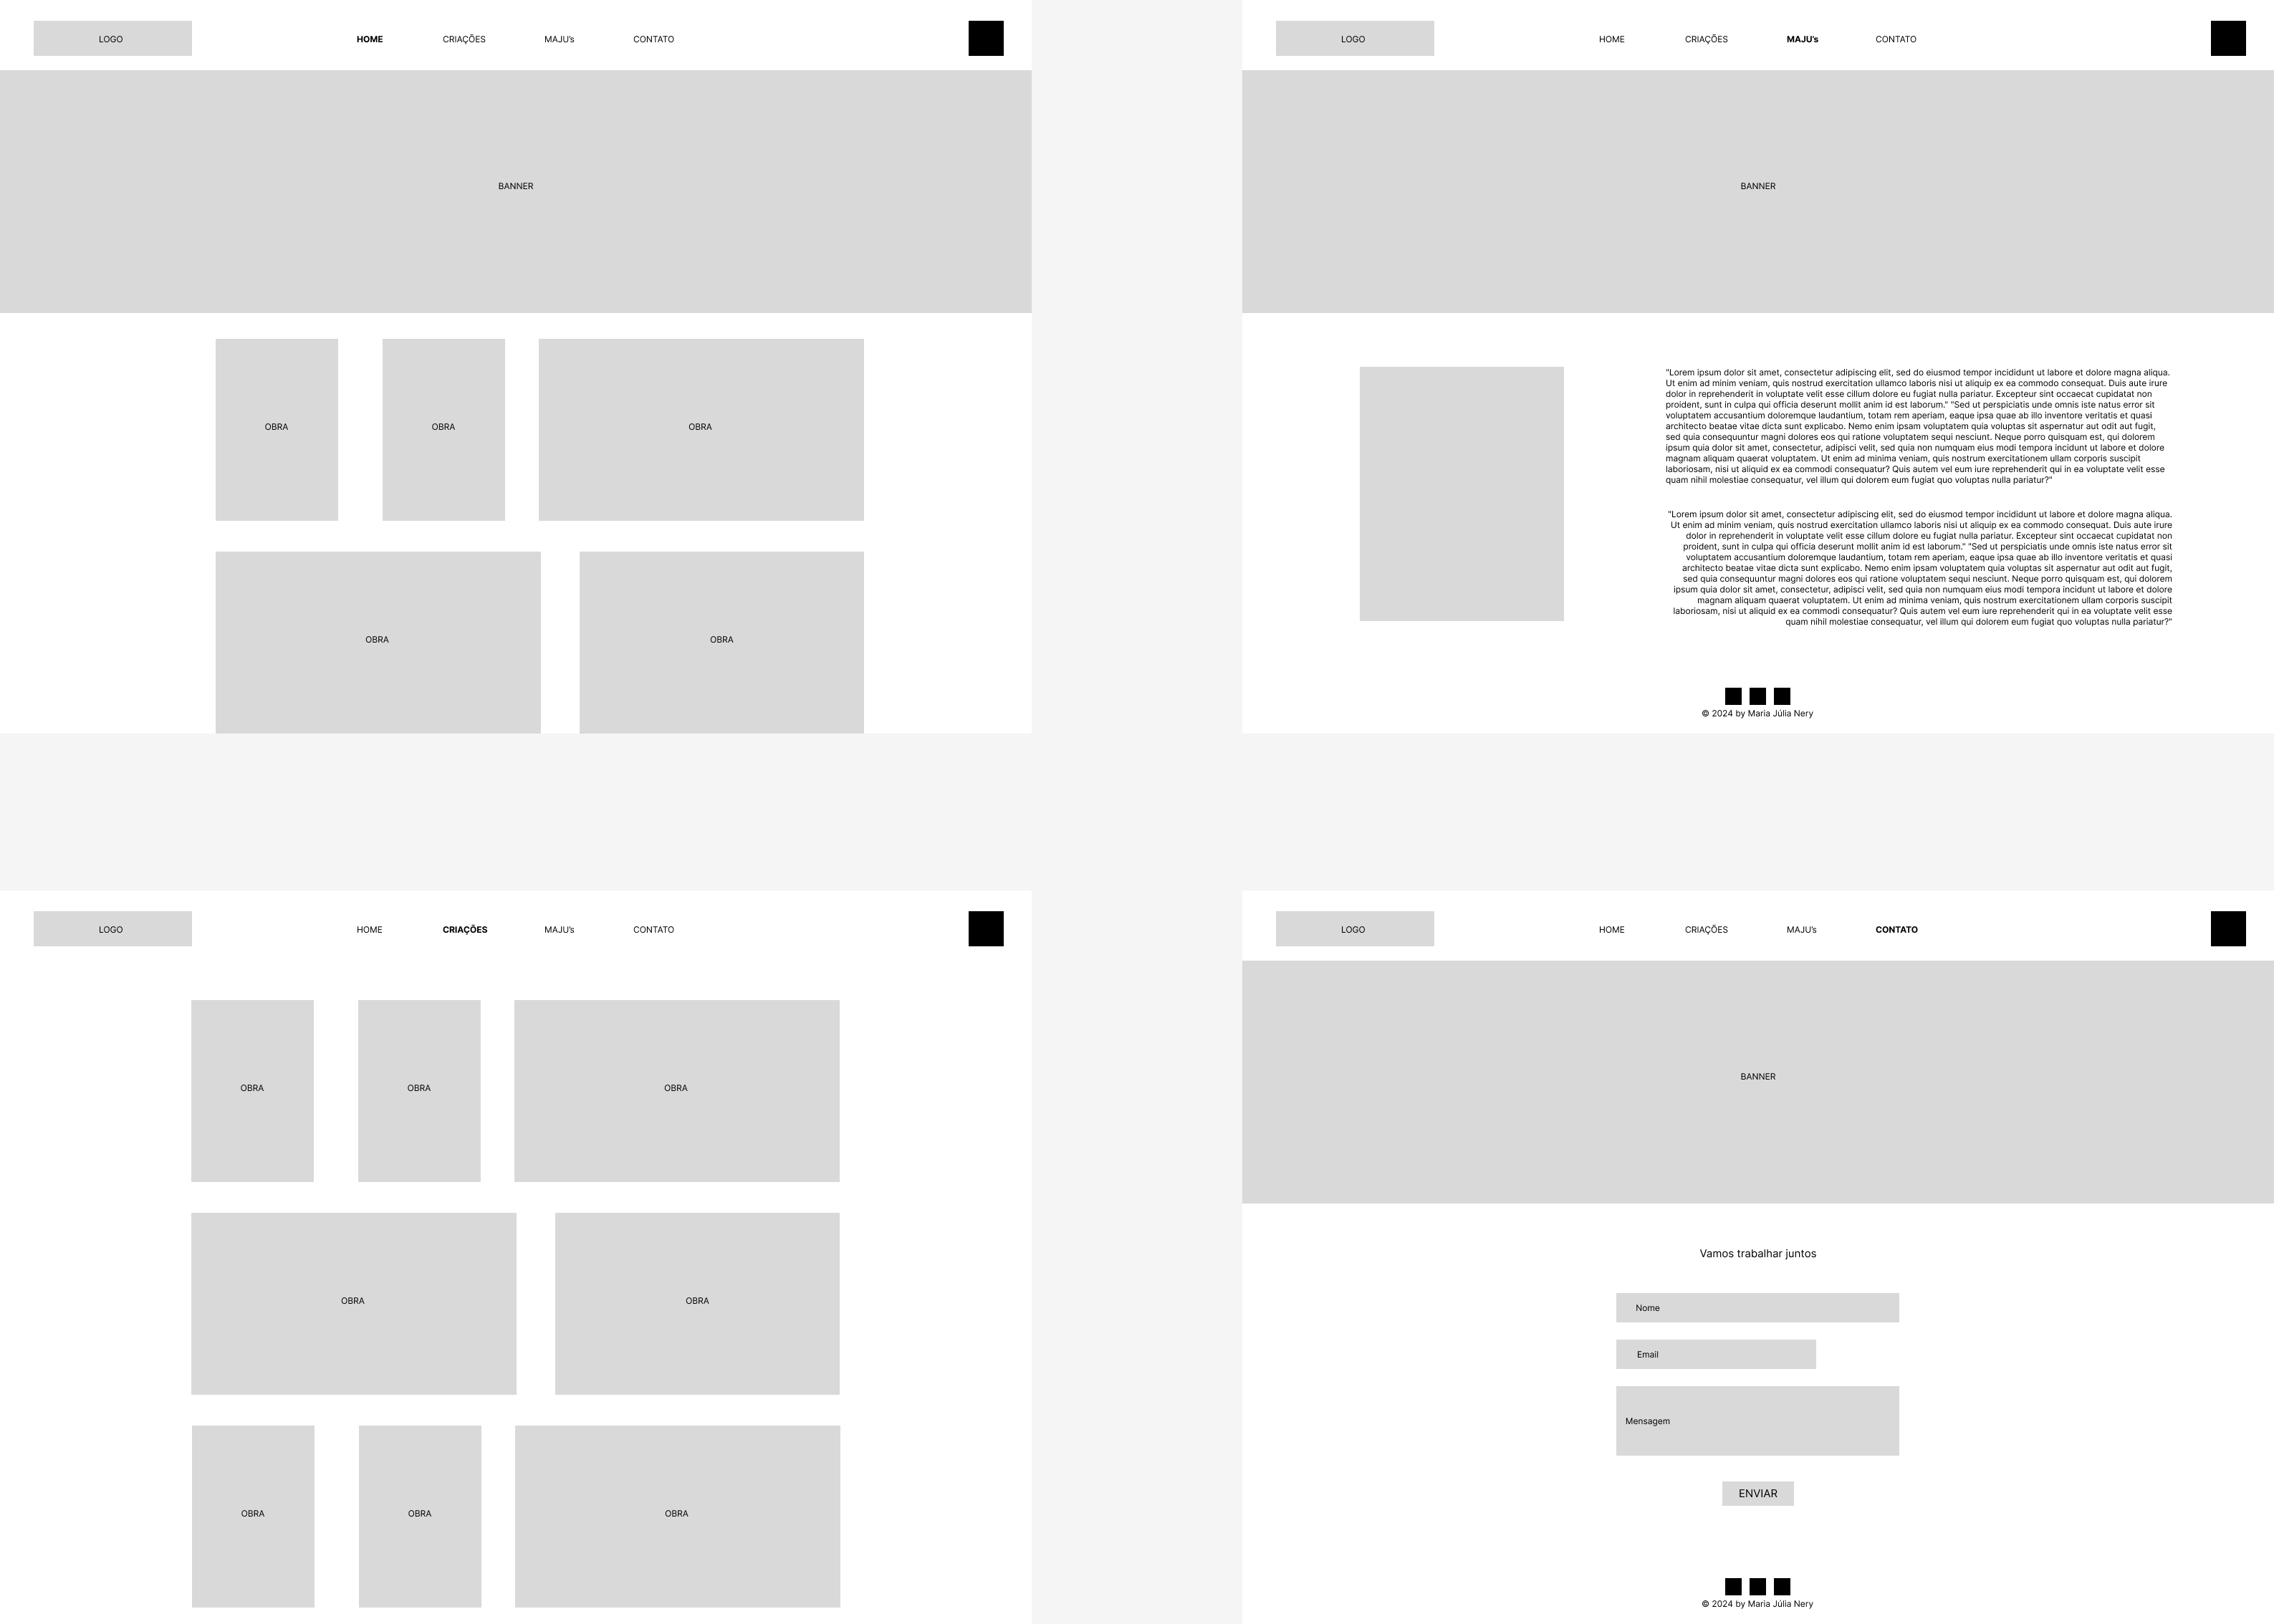 LOGO
HOME
CRIAÇÕES
MAJU's
CONTATO
BANNER
OBRA
OBRA
OBRA
OBRA
OBRA
LOGO
HOME
CRIAÇÕES
MAJU's
CONTATO
BANNER
"Lorem ipsum dolor sit amet, consectetur adipiscing elit, sed do eiusmod tempor incididunt ut labore et dolore magna aliqua.
Ut enim ad minim veniam, quis nostrud exercitation ullamco laboris nisi ut aliquip ex ea commodo consequat. Duis aute irure
dolor in reprehenderit in voluptate velit esse cillum dolore eu fugiat nulla pariatur. Excepteur sint occaecat cupidatat non
proident, sunt in culpa qui officia deserunt mollit anim id est laborum." "Sed ut perspiciatis unde omnis iste natus error sit
voluptatem accusantium doloremque laudantium, totam rem aperiam, eaque ipsa quae ab illo inventore veritatis et quasi
architecto beatae vitae dicta sunt explicabo. Nemo enim ipsam voluptatem quia voluptas sit aspernatur aut odit aut fugit,
sed quia consequuntur magni dolores eos qui ratione voluptatem sequi nesciunt. Neque porro quisquam est, qui dolorem
ipsum quia dolor sit amet, consectetur, adipisci velit, sed quia non numquam eius modi tempora incidunt ut labore et dolore
magnam aliquam quaerat voluptatem. Ut enim ad minima veniam, quis nostrum exercitationem ullam corporis suscipit
laboriosam, nisi ut aliquid ex ea commodi consequatur? Quis autem vel eum iure reprehenderit qui in ea voluptate velit esse
quam nihil molestiae consequatur, vel illum qui dolorem eum fugiat quo voluptas nulla pariatur?"
"Lorem ipsum dolor sit amet, consectetur adipiscing elit, sed do eiusmod tempor incididunt ut labore et dolore magna aliqua.
Ut enim ad minim veniam, quis nostrud exercitation ullamco laboris nisi ut aliquip ex ea commodo consequat. Duis aute irure
dolor in reprehenderit in voluptate velit esse cillum dolore eu fugiat nulla pariatur. Excepteur sint occaecat cupidatat non
proident, sunt in culpa qui officia deserunt mollit anim id est laborum." "Sed ut perspiciatis unde omnis iste natus error sit
voluptatem accusantium doloremque laudantium, totam rem aperiam, eaque ipsa quae ab illo inventore veritatis et quasi
architecto beatae vitae dicta sunt explicabo. Nemo enim ipsam voluptatem quia voluptas sit aspernatur aut odit aut fugit,
sed quia consequuntur magni dolores eos qui ratione voluptatem sequi nesciunt. Neque porro quisquam est, qui dolorem
ipsum quia dolor sit amet, consectetur, adipisci velit, sed quia non numquam eius modi tempora incidunt ut labore et dolore
magnam aliquam quaerat voluptatem. Ut enim ad minima veniam, quis nostrum exercitationem ullam corporis suscipit
laboriosam, nisi ut aliquid ex ea commodi consequatur? Quis autem vel eum iure reprehenderit qui in ea voluptate velit esse
quam nihil molestiae consequatur, vel illum qui dolorem eum fugiat quo voluptas nulla pariatur?"
© 2024 by Maria Júlia Nery
LOGO
HOME
CRIAÇÕES
MAJU's
CONTATO
OBRA
OBRA
OBRA
OBRA
OBRA
OBRA
OBRA
OBRA
LOGO
HOME
CRIAÇÕES
MAJU's
CONTATO
BANNER
Vamos trabalhar juntos
Nome
Email
Mensagem
ENVIAR
© 2024 by Maria Júlia Nery